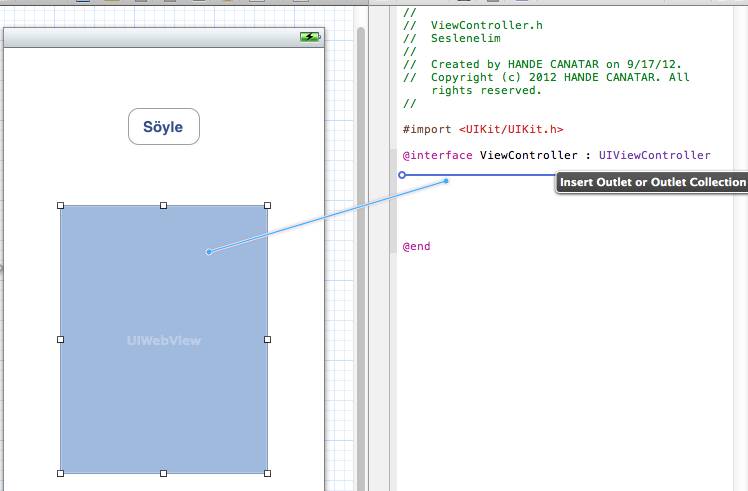 //
//  ViewController.h
//  Seslenelim
//
//  Created by HANDE CANATAR on 9/17/12.
//  Copyright (c) 2012 HANDE CANATAR. All
rights reserved.
//
#import <UIKit/UIKit.h>
@interface ViewController : UIViewController
Insert Outlet or Outlet Collection
@end
Söyle
UIWebView